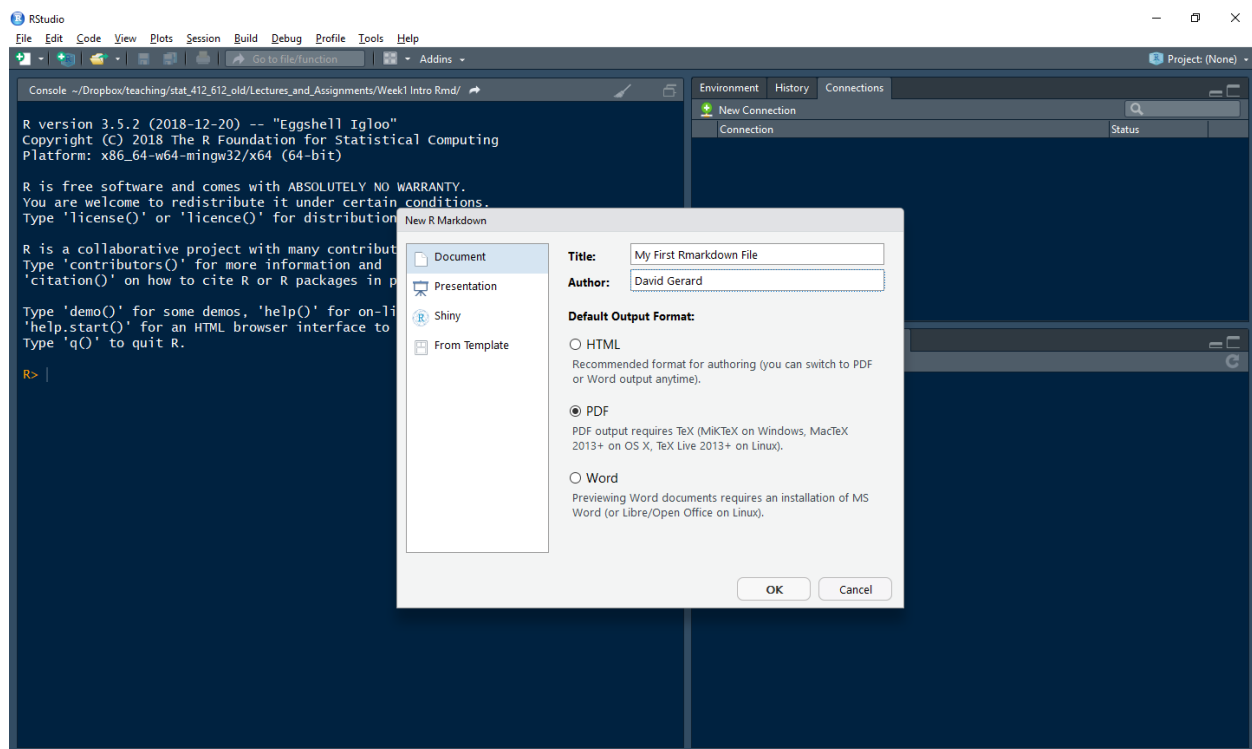 RStudio
File Edit Code View Plots Session Build Debug Profile Tools Help
Go to file/function Addins Project: (None)
Console ~/Dropbox/teaching/stat_412_612_old/Lectures_and_Assignments/Week1 Intro Rmd/
R version 3.5.2 (2018-12-20) -- "Eggshell Igloo"
Copyright (C) 2018 The R Foundation for Statistical Computing
Platform: x86_64-w64-mingw32/x64 (64-bit)
R is free software and comes with ABSOLUTELY NO WARRANTY.
You are welcome to redistribute it under certain conditions.
Type 'license()' or 'licence()' for distribution
R is a collaborative project with many contribut
Type 'contributors()' for more information and
'citation()' on how to cite R or R packages in p
Type 'demo()' for some demos, 'help()' for on-li
'help.start()' for an HTML browser interface to
Type 'q()' to quit R.
R>
Environment History Connections
New Connection
Connection Status
New R Markdown
Document
Presentation
Shiny
From Template
Title: My First Rmarkdown File
Author: David Gerard
Default Output Format:
HTML
Recommended format for authoring (you can switch to PDF
or Word output anytime).
PDF
PDF output requires TeX (MiKTeX on Windows, MacTeX
2013+ on OS X, TeX Live 2013+ on Linux).
Word
Previewing Word documents requires an installation of MS
Word (or Libre/Open Office on Linux).
OK Cancel